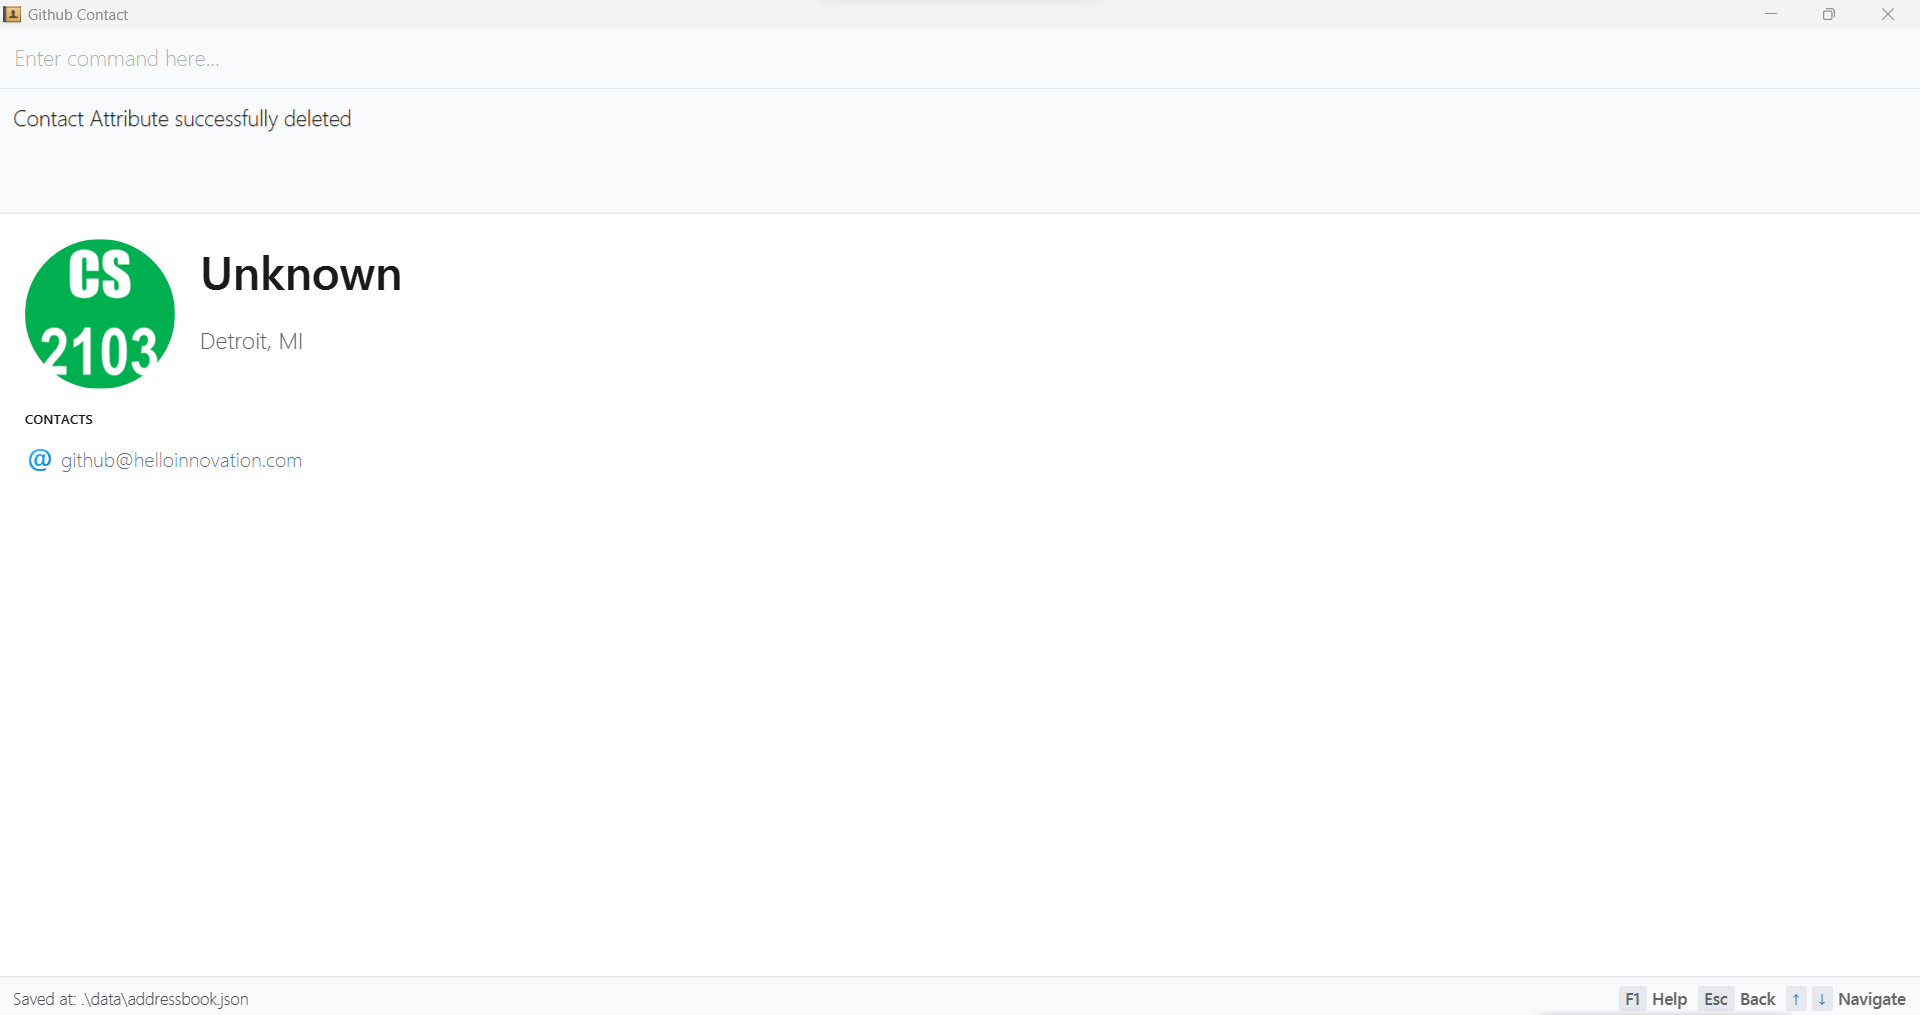 Github Contact
Enter command here...
Contact Attribute successfully deleted
CS
2103
Unknown
Detroit, MI
CONTACTS
@ github@helloinnovation.com
Saved at: .\data\addressbook.json
F1 Help Esc Back ↑ ↓ Navigate